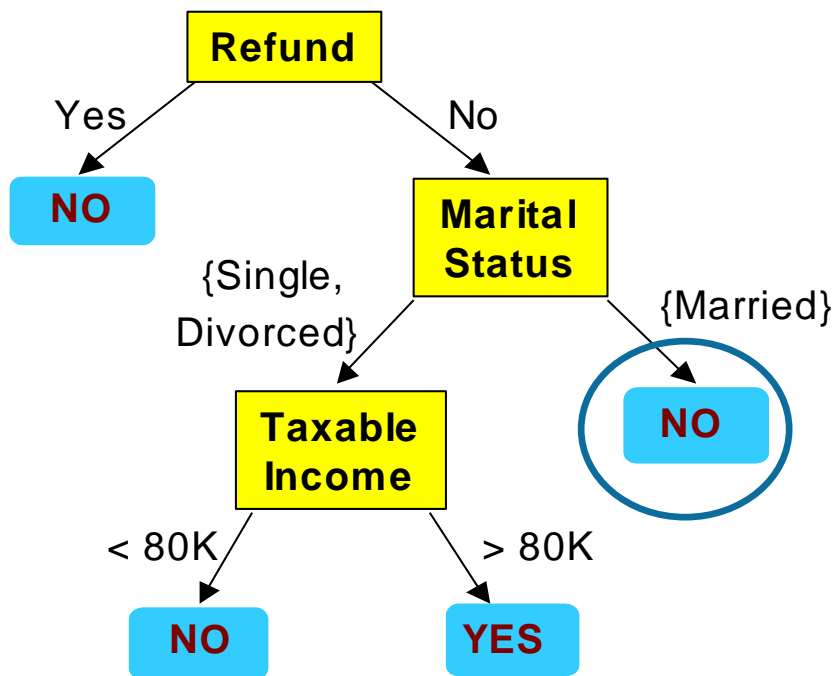 Refund
Yes
No
NO
Marital
Status
{Single,
Divorced}
{Married}
Taxable
Income
NO
< 80K
> 80K
NO
YES